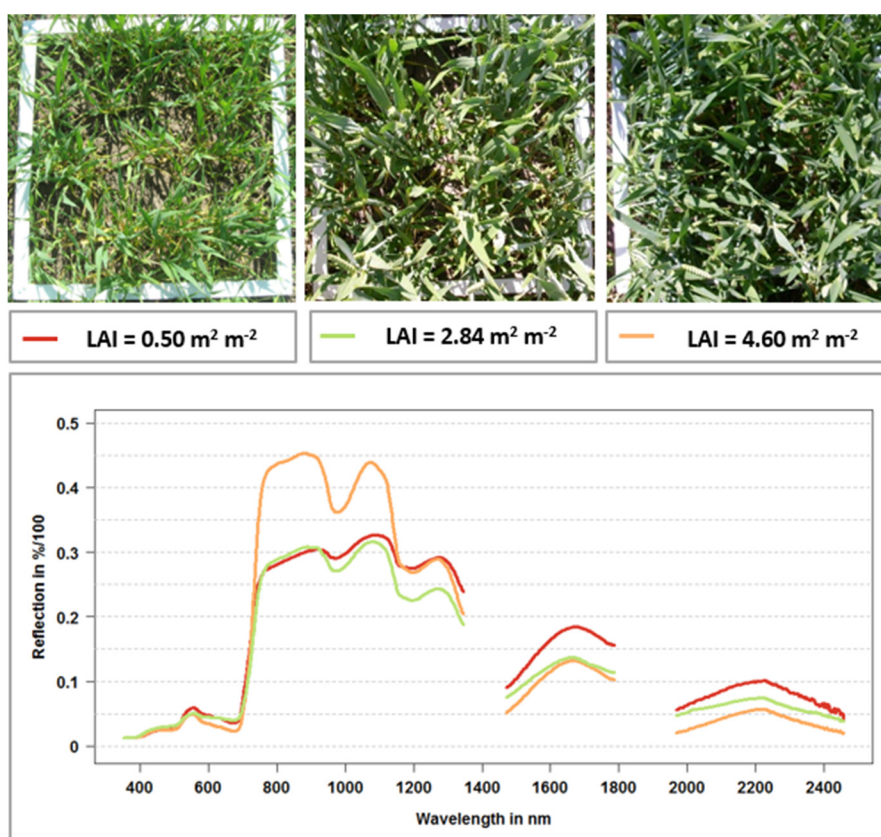 LAI = 0.50 m² m⁻²
LAI = 2.84 m² m⁻²
LAI = 4.60 m² m⁻²
0.5
0.4
0.3
0.2
0.1
0
Reflection in %/100
400 600 800 1000 1200 1400 1600 1800 2000 2200 2400
Wavelength in nm